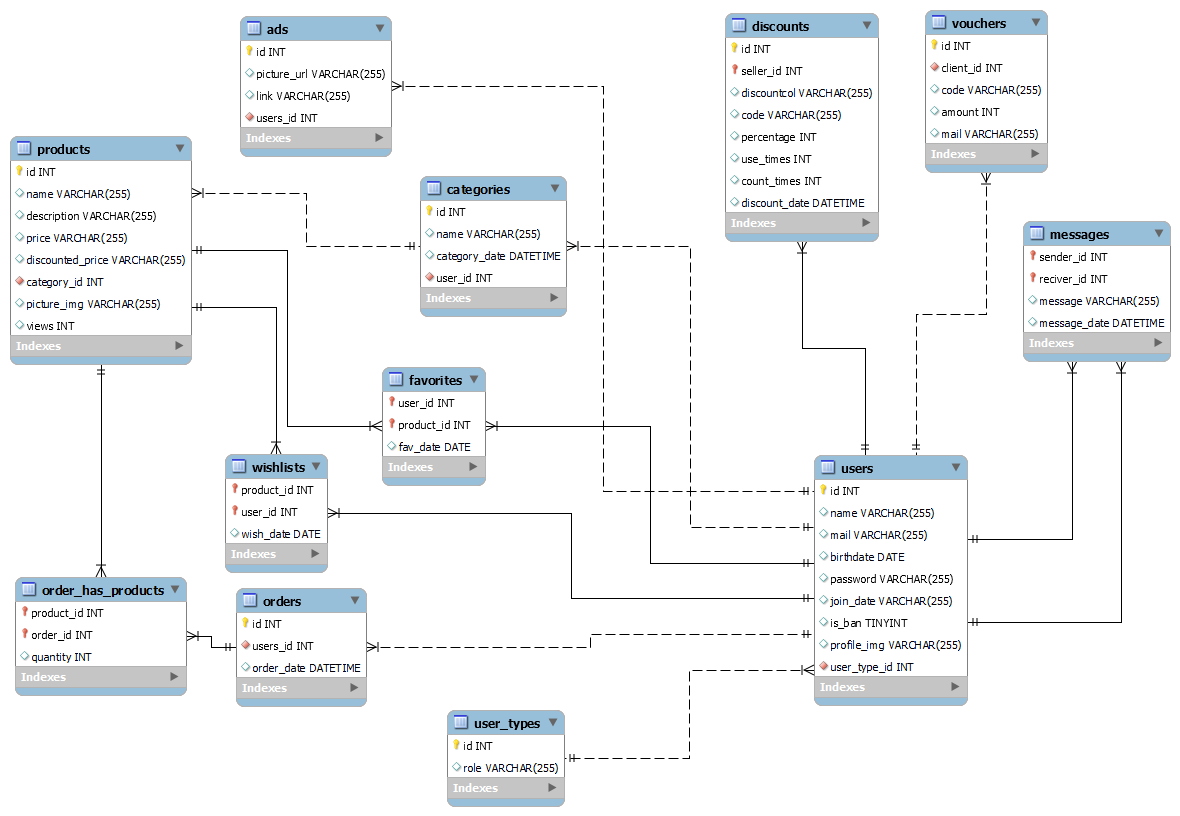 ads
id INT
picture_url VARCHAR(255)
link VARCHAR(255)
users_id INT
Indexes
discounts
id INT
seller_id INT
discountcol VARCHAR(255)
code VARCHAR(255)
percentage INT
use_times INT
count_times INT
discount_date DATETIME
Indexes
vouchers
id INT
client_id INT
code VARCHAR(255)
amount INT
mail VARCHAR(255)
Indexes
products
id INT
name VARCHAR(255)
description VARCHAR(255)
price VARCHAR(255)
discounted_price VARCHAR(255)
category_id INT
picture_img VARCHAR(255)
views INT
Indexes
categories
id INT
name VARCHAR(255)
category_date DATETIME
user_id INT
Indexes
messages
sender_id INT
reciver_id INT
message VARCHAR(255)
message_date DATETIME
Indexes
favorites
user_id INT
product_id INT
fav_date DATE
Indexes
wishlists
product_id INT
user_id INT
wish_date DATE
Indexes
users
id INT
name VARCHAR(255)
mail VARCHAR(255)
birthdate DATE
password VARCHAR(255)
join_date VARCHAR(255)
is_ban TINYINT
profile_img VARCHAR(255)
user_type_id INT
Indexes
order_has_products
product_id INT
order_id INT
quantity INT
Indexes
orders
id INT
users_id INT
order_date DATETIME
Indexes
user_types
id INT
role VARCHAR(255)
Indexes